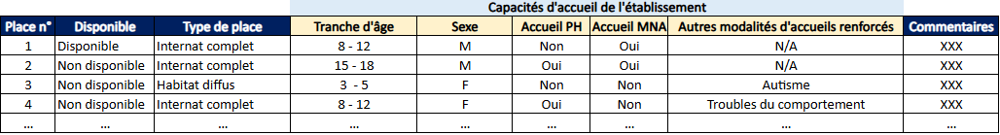 Capacités d'accueil de l'établissement
Place n° Disponible Type de place Tranche d'âge Sexe Accueil PH Accueil MNA Autres modalités d'accueils renforcés Commentaires
1 Disponible Internat complet 8 - 12 M Non Oui N/A XXX
2 Non disponible Internat complet 15 - 18 M Oui Oui N/A XXX
3 Non disponible Habitat diffus 3 - 5 F Non Non Autisme XXX
4 Non disponible Internat complet 8 - 12 F Oui Non Troubles du comportement XXX
... ... ... ... ... ... ... ... ...